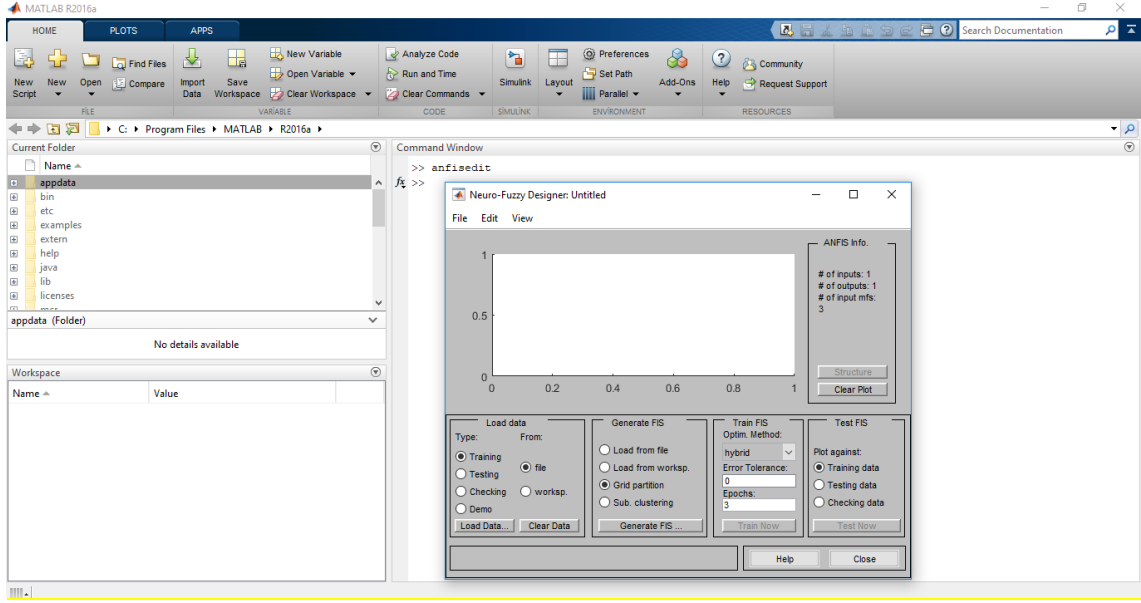 MATLAB R2016a
HOME PLOTS APPS
Search Documentation
New Script
New
Open
Find Files
Compare
Import Data
Save Workspace
New Variable
Open Variable
Clear Workspace
Analyze Code
Run and Time
Clear Commands
Simulink
Layout
Preferences
Set Path
Parallel
Add-Ons
Help
Community
Request Support
FILE VARIABLE CODE SIMULINK ENVIRONMENT RESOURCES
C: Program Files MATLAB R2016a
Current Folder
Name
appdata
bin
etc
examples
extern
help
java
lib
licenses
appdata (Folder)
No details available
Workspace
Name Value
Command Window
>> anfisedit
fx >>
Neuro-Fuzzy Designer: Untitled
File Edit View
1
0.5
0
0 0.2 0.4 0.6 0.8 1
ANFIS Info.
# of inputs: 1
# of outputs: 1
# of input mfs:
3
Structure
Clear Plot
Load data
Type: From:
Training
Testing
Checking
Demo
file
worksp.
Load Data... Clear Data
Generate FIS
Load from file
Load from worksp.
Grid partition
Sub. clustering
Generate FIS ...
Train FIS
Optim. Method:
hybrid
Error Tolerance:
0
Epochs:
3
Train Now
Test FIS
Plot against:
Training data
Testing data
Checking data
Test Now
Help Close